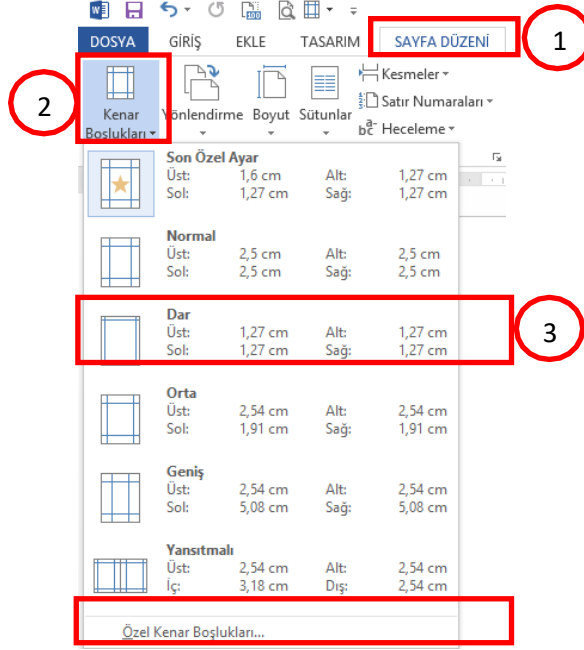 DOSYA GİRİŞ EKLE TASARIM SAYFA DÜZENİ 1
2 Kenar Boşlukları Yönlendirme Boyut Sütunlar
Kesmeler
Satır Numaraları
Heceleme
Son Özel Ayar
Üst: 1,6 cm Alt: 1,27 cm
Sol: 1,27 cm Sağ: 1,27 cm
Normal
Üst: 2,5 cm Alt: 2,5 cm
Sol: 2,5 cm Sağ: 2,5 cm
Dar
Üst: 1,27 cm Alt: 1,27 cm
Sol: 1,27 cm Sağ: 1,27 cm
3
Orta
Üst: 2,54 cm Alt: 2,54 cm
Sol: 1,91 cm Sağ: 1,91 cm
Geniş
Üst: 2,54 cm Alt: 2,54 cm
Sol: 5,08 cm Sağ: 5,08 cm
Yansıtmalı
Üst: 2,54 cm Alt: 2,54 cm
İç: 3,18 cm Dış: 2,54 cm
Özel Kenar Boşlukları...